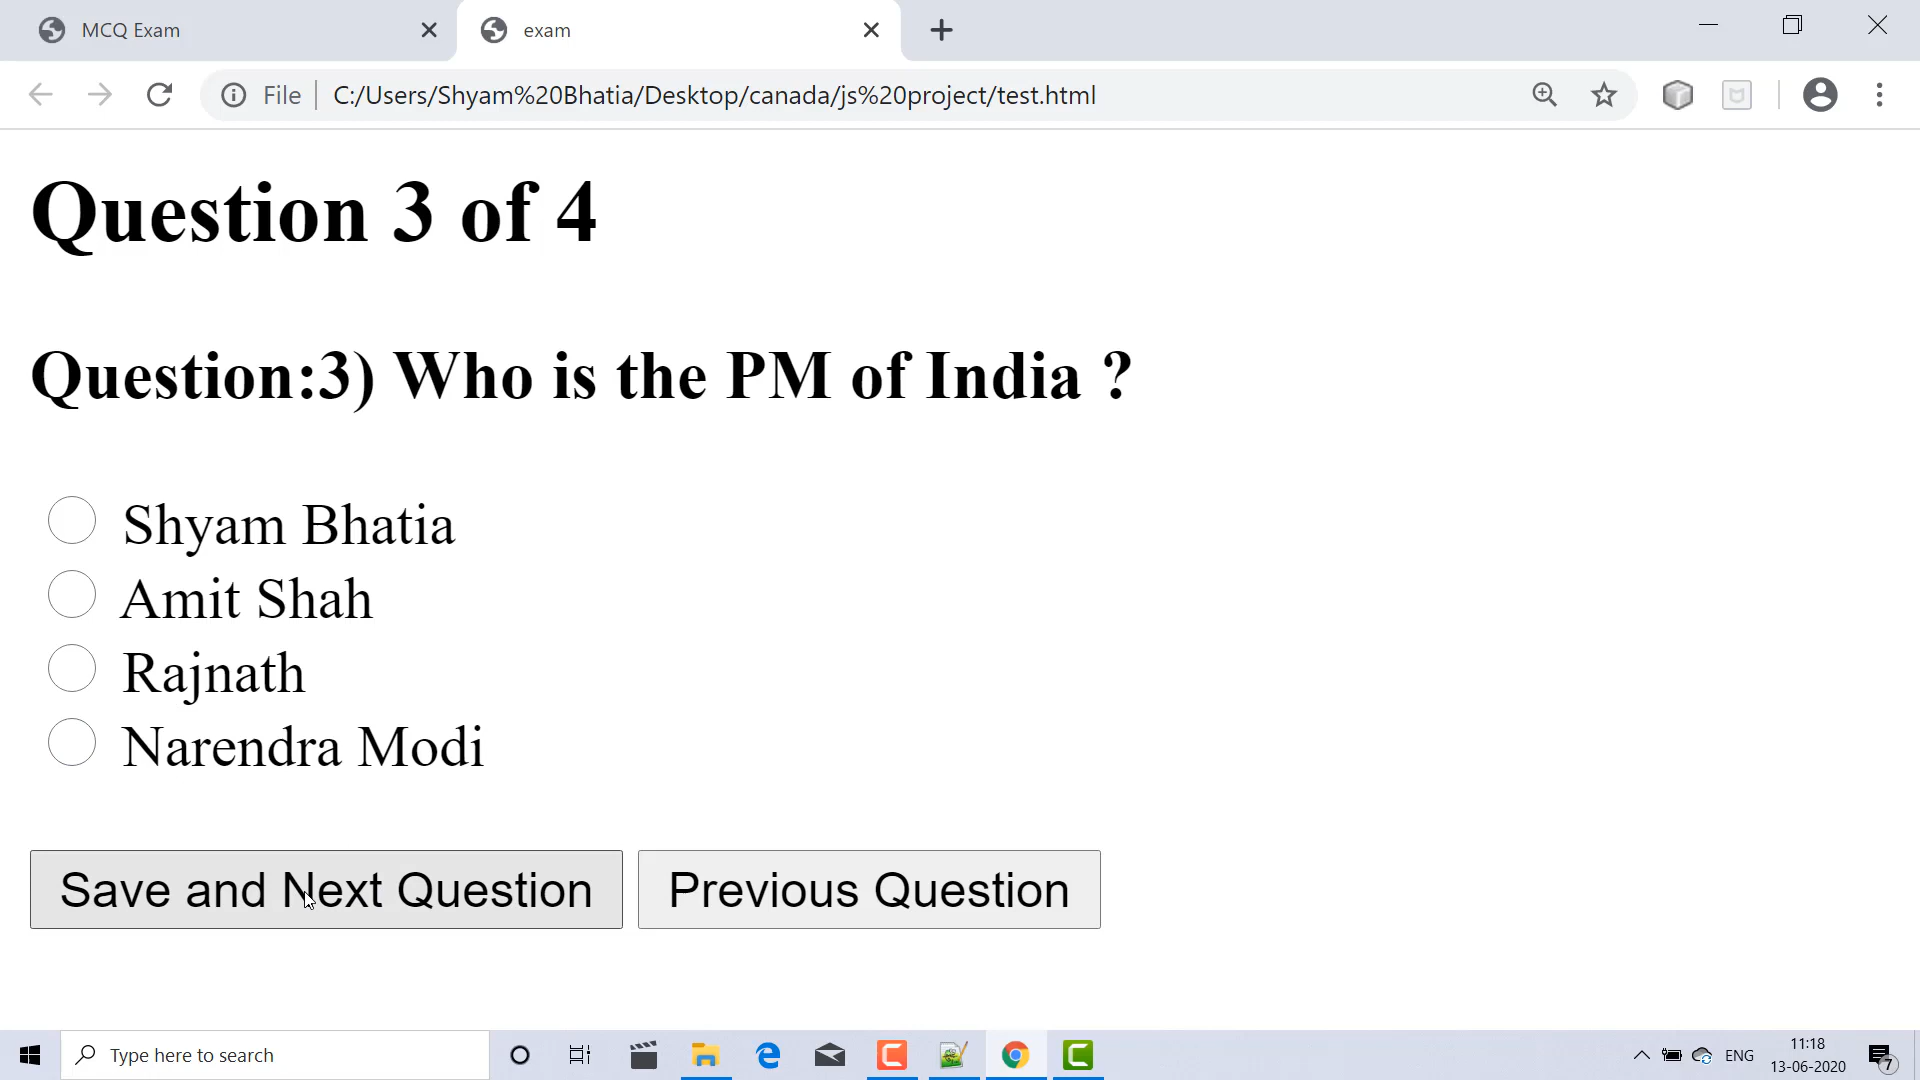 MCQ Exam
exam
File
C:/Users/Shyam%20Bhatia/Desktop/canada/js%20project/test.html
Question 3 of 4
Question:3) Who is the PM of India ?
Shyam Bhatia
Amit Shah
Rajnath
Narendra Modi
Save and Next Question
Previous Question
Type here to search
ENG
11:18
13-06-2020
7